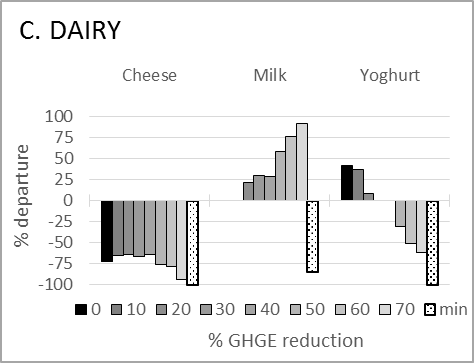 C. DAIRY
Cheese Milk Yoghurt
100
75
50
25
0
-25
-50
-75
-100
% departure
0 10 20 30 40 50 60 70 min
% GHGE reduction